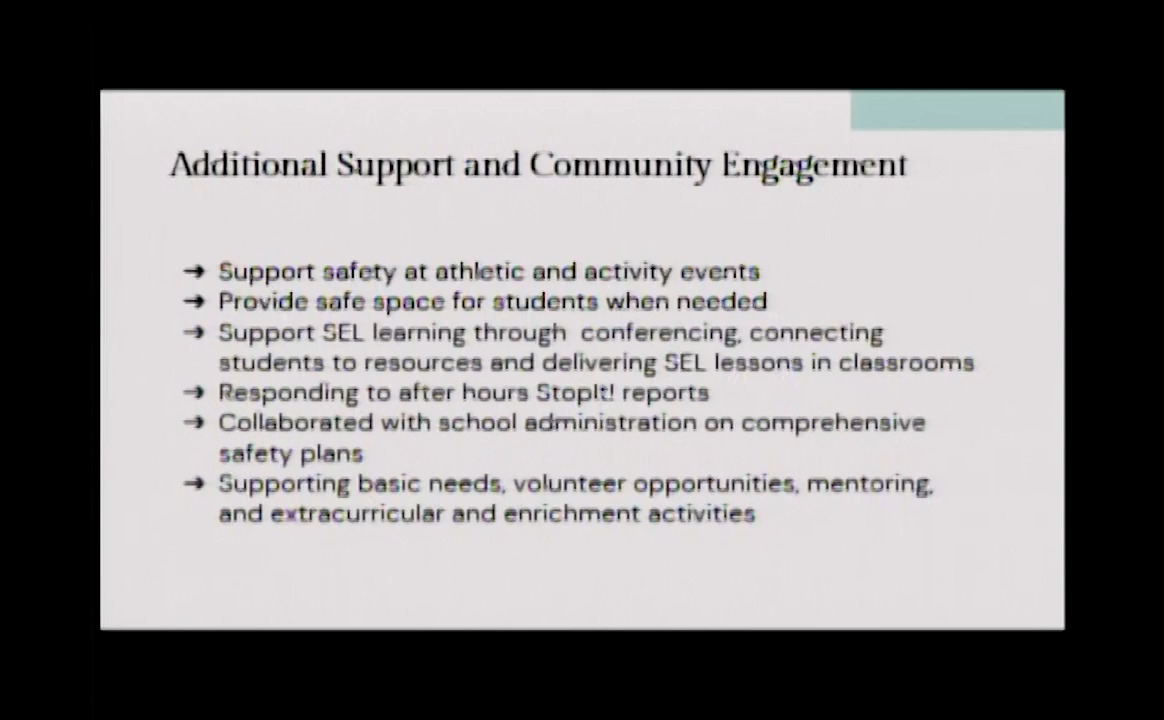 Additional Support and Community Engagement
➔ Support safety at athletic and activity events
➔ Provide safe space for students when needed
➔ Support SEL learning through conferencing, connecting
students to resources and delivering SEL lessons in classrooms
➔ Responding to after hours StopIt! reports
➔ Collaborated with school administration on comprehensive
safety plans
➔ Supporting basic needs, volunteer opportunities, mentoring,
and extracurricular and enrichment activities